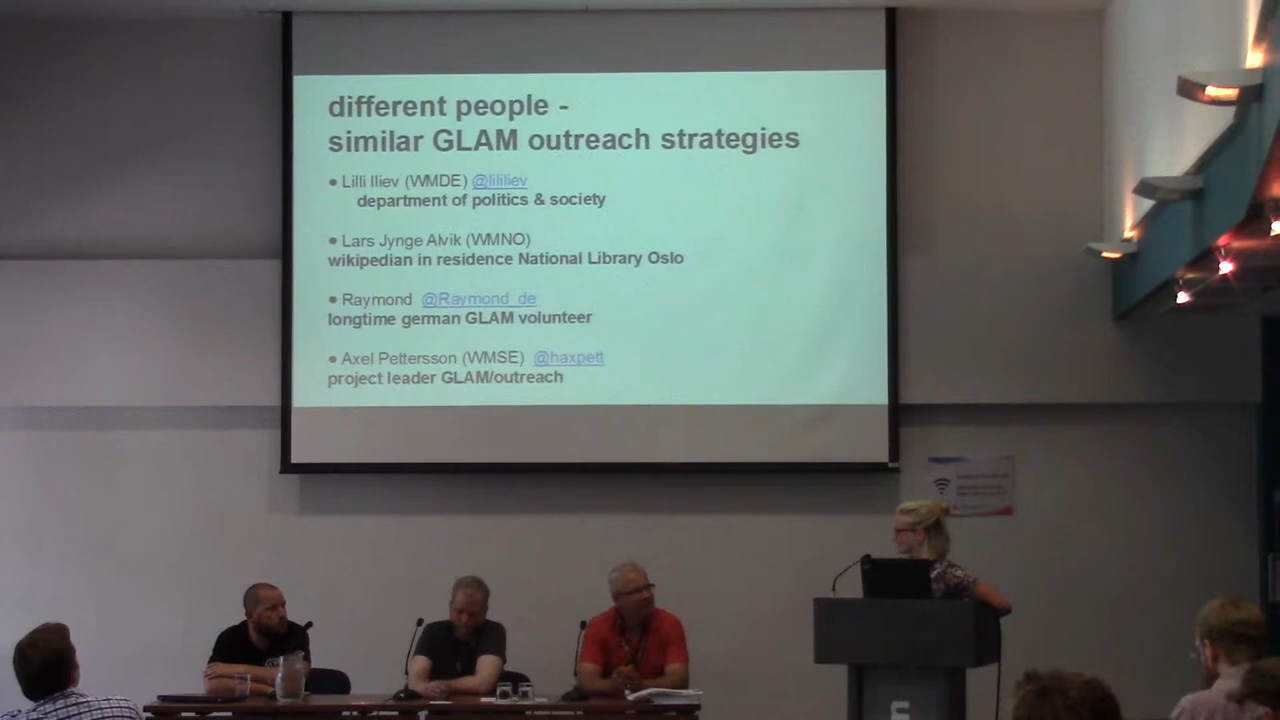 different people -
similar GLAM outreach strategies
● Lilli Iliev (WMDE) @lililiev
department of politics & society
● Lars Jynge Alvik (WMNO)
wikipedian in residence National Library Oslo
● Raymond @Raymond_de
longtime german GLAM volunteer
● Axel Pettersson (WMSE) @haxpett
project leader GLAM/outreach